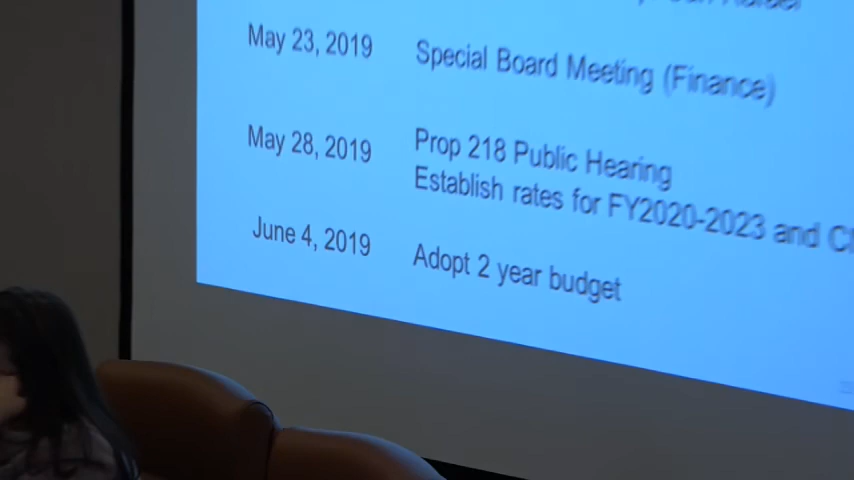 May 23, 2019 Special Board Meeting (Finance)
May 28, 2019 Prop 218 Public Hearing
Establish rates for FY2020-2023 and
June 4, 2019 Adopt 2 year budget